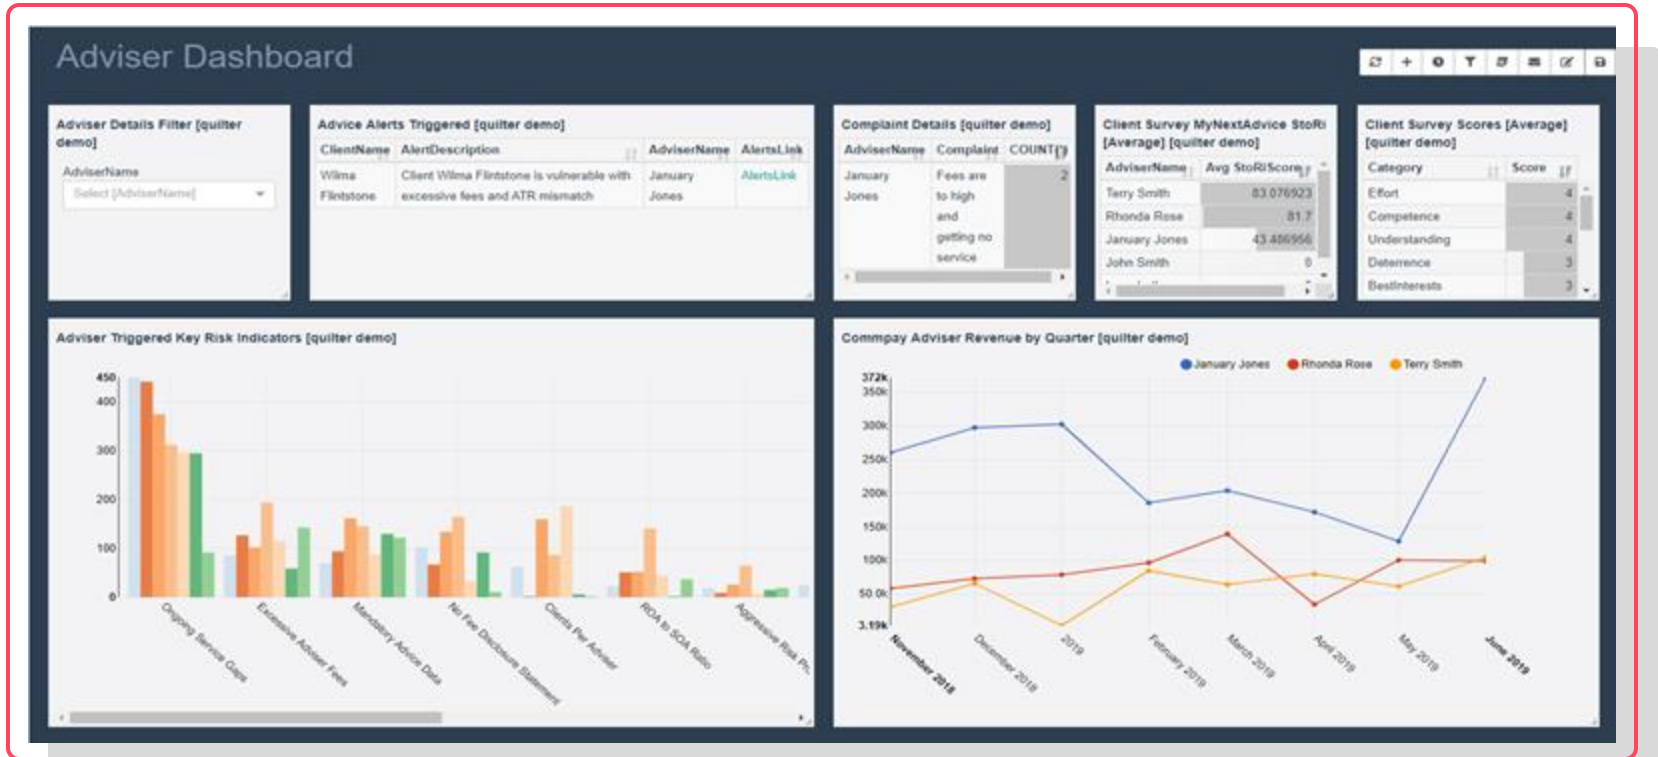 Adviser Dashboard
Adviser Details Filter [quilter
demo]
AdviserName
Select [AdviserName]
Advice Alerts Triggered [quilter demo]
ClientName AlertDescription AdviserName AlertsLink
Wilma Client Wilma Flintstone is vulnerable with January AlertsLink
Flintstone excessive fees and ATR mismatch Jones
Complaint Details [quilter demo]
AdviserName Complaint COUNT(*)
January Fees are 2
Jones to high
and
getting no
service
Client Survey MyNextAdvice StoRi
[Average] [quilter demo]
AdviserName Avg StoRiScore
Terry Smith 83.076923
Rhonda Rose 81.7
January Jones 43.486956
John Smith 0
Client Survey Scores [Average]
[quilter demo]
Category Score
Effort 4
Competence 4
Understanding 4
Deterrence 3
BestInterests 3
Adviser Triggered Key Risk Indicators [quilter demo]
450
400
300
200
100
0
Ongoing Service Gaps
Excessive Adviser Fees
Mandatory Advice Data
No Fee Disclosure Statement
Clients Per Adviser
ROA to SOA Ratio
Aggressive Risk
Commpay Adviser Revenue by Quarter [quilter demo]
January Jones Rhonda Rose Terry Smith
372k
350k
300k
250k
200k
150k
100k
50.0k
3.19k
November 2018
December 2018
2019
February 2019
March 2019
April 2019
May 2019
June 2019